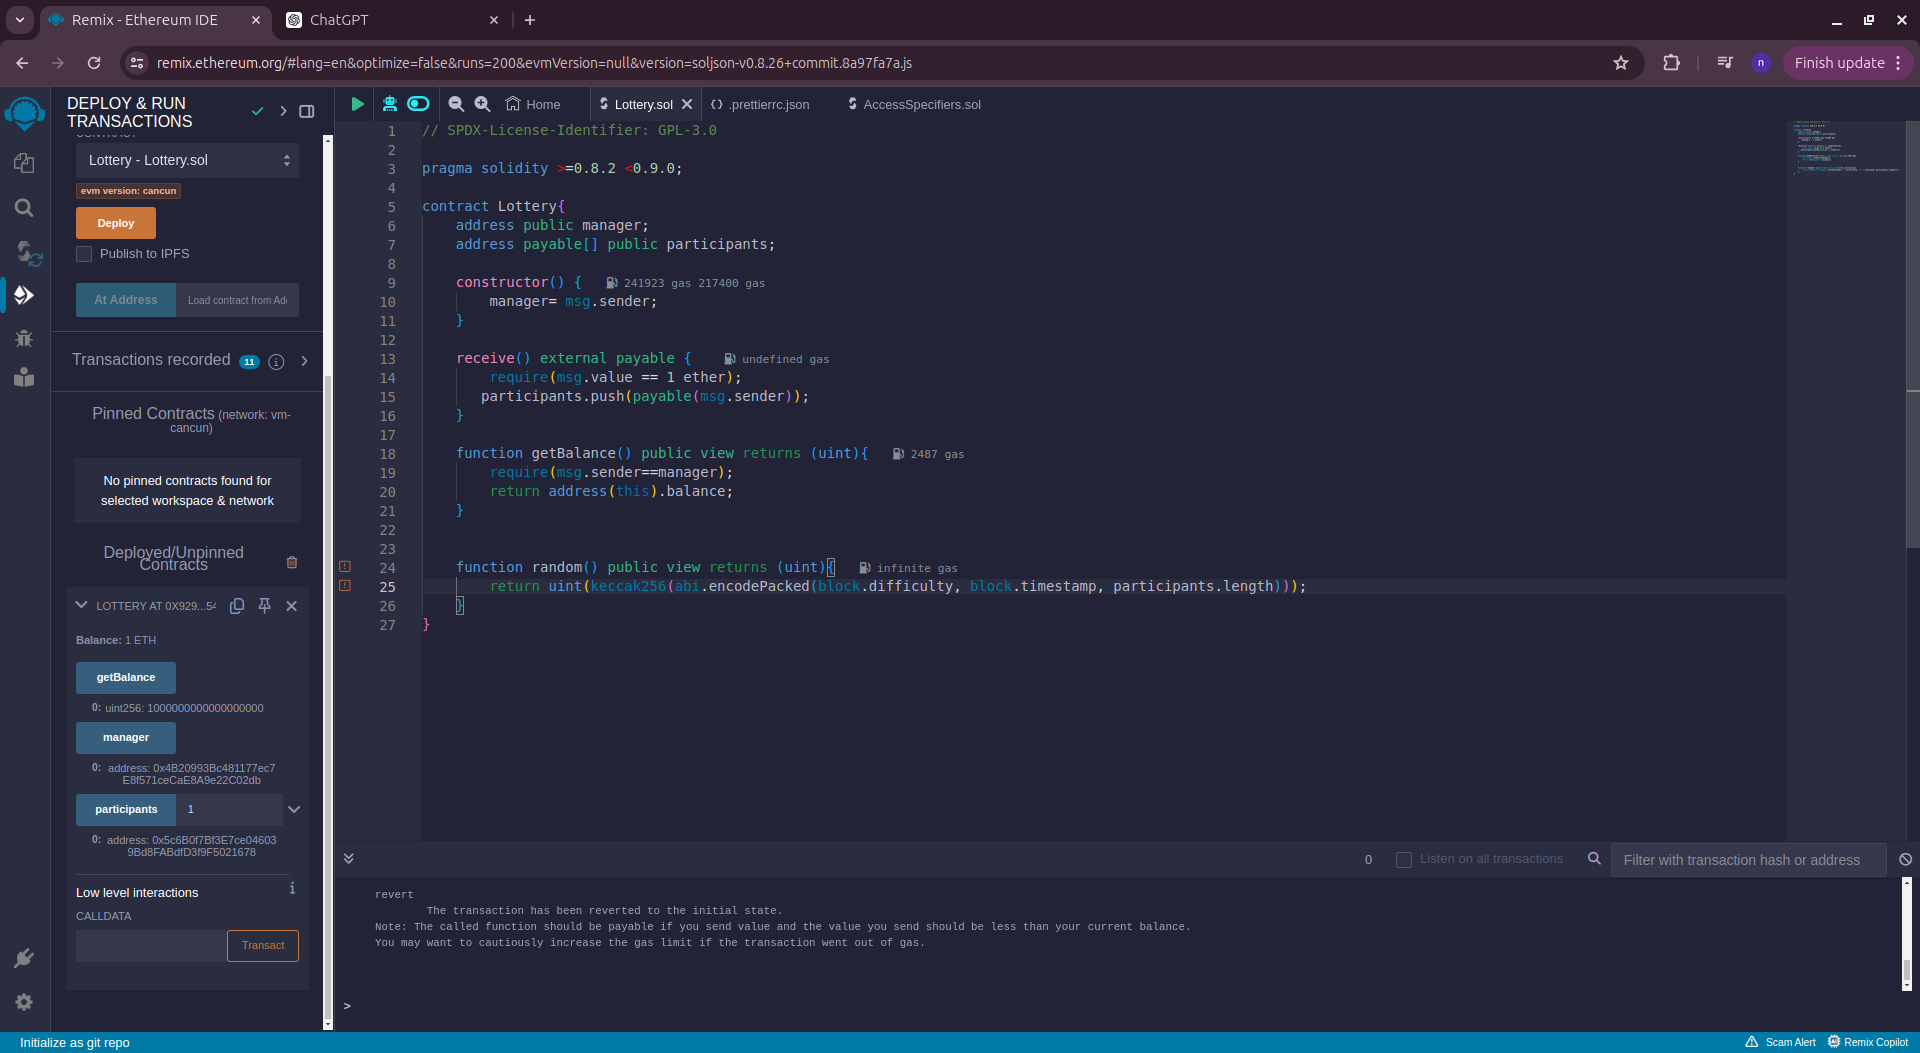 Remix - Ethereum IDE
ChatGPT
remix.ethereum.org/#lang=en&optimize=false&runs=200&evmVersion=null&version=soljson-v0.8.26+commit.8a97fa7a.js
n
Finish update
DEPLOY & RUN
TRANSACTIONS
CONTRACT
Lottery - Lottery.sol
evm version: cancun
Deploy
Publish to IPFS
At Address
Load contract from Add
Transactions recorded 11
Pinned Contracts (network: vm-
cancun)
No pinned contracts found for
selected workspace & network
Deployed/Unpinned
Contracts
LOTTERY AT 0X929...54
Balance: 1 ETH
getBalance
0: uint256: 1000000000000000000
manager
0: address: 0x4B20993Bc481177ec7
E8f571ceCaE8A9e22C02db
participants 1
0: address: 0x5c6B0f7Bf3E7ce04603
9Bd8FABdfD3f9F5021678
Low level interactions
CALLDATA
Transact
Home
Lottery.sol
.prettierrc.json
AccessSpecifiers.sol
1 // SPDX-License-Identifier: GPL-3.0
2
3 pragma solidity >=0.8.2 <0.9.0;
4
5 contract Lottery{
6 address public manager;
7 address payable[] public participants;
8
9 constructor() { 241923 gas 217400 gas
10 manager= msg.sender;
11 }
12
13 receive() external payable { undefined gas
14 require(msg.value == 1 ether);
15 participants.push(payable(msg.sender));
16 }
17
18 function getBalance() public view returns (uint){ 2487 gas
19 require(msg.sender==manager);
20 return address(this).balance;
21 }
22
23
24 function random() public view returns (uint){ infinite gas
25 return uint(keccak256(abi.encodePacked(block.difficulty, block.timestamp, participants.length)));
26 }
27 }
0
Listen on all transactions
Filter with transaction hash or address
revert
The transaction has been reverted to the initial state.
Note: The called function should be payable if you send value and the value you send should be less than your current balance.
You may want to cautiously increase the gas limit if the transaction went out of gas.
>
Initialize as git repo
Scam Alert
Remix Copilot